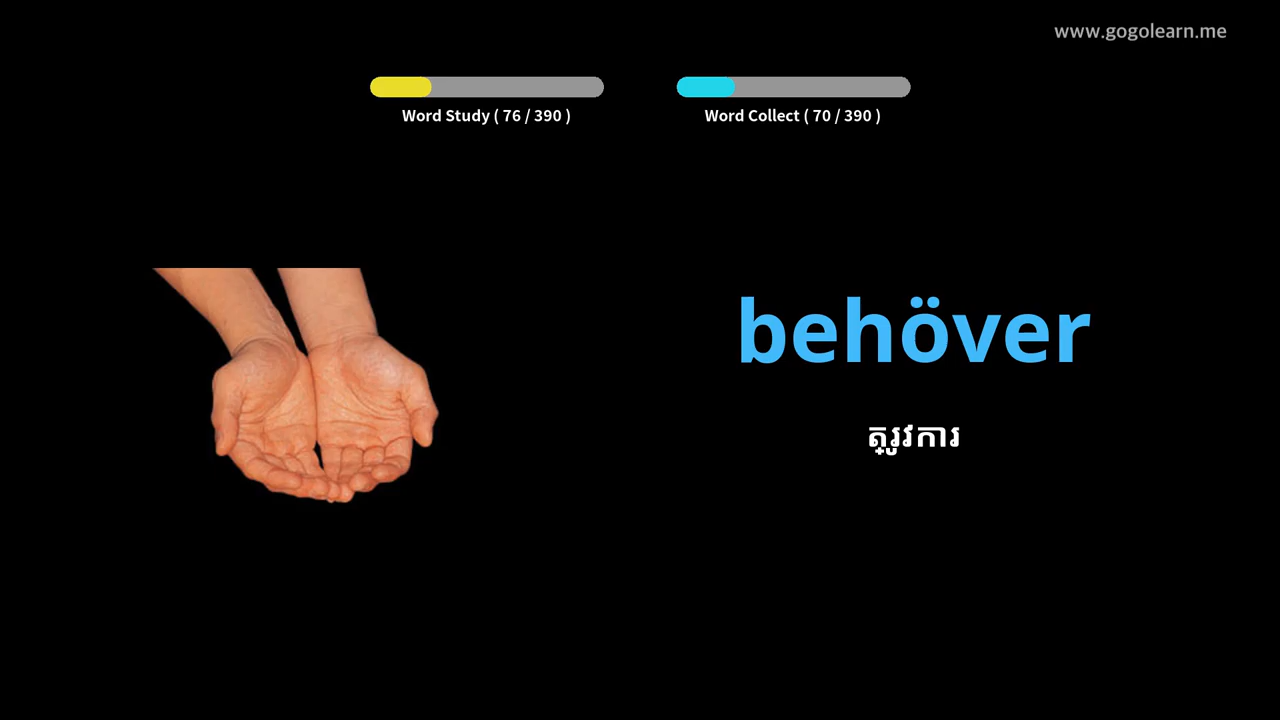 www.gogolearn.me
Word Study ( 76 / 390 )
Word Collect ( 70 / 390 )
behöver
ត្រូវការ